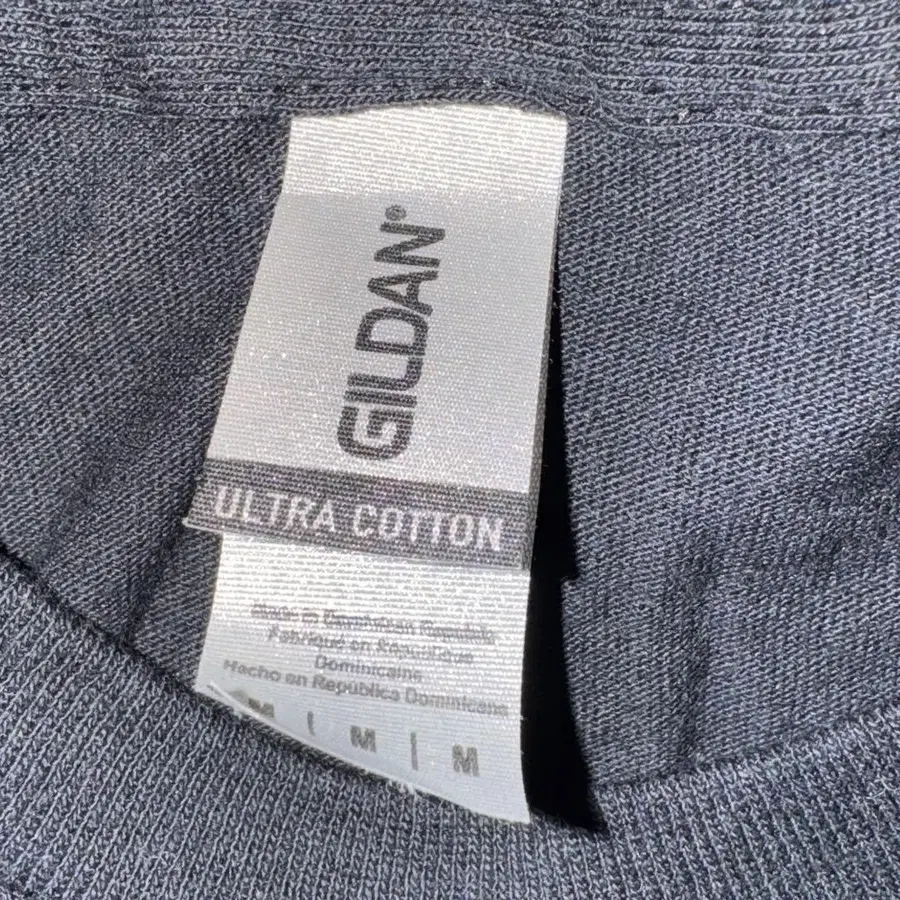 GILDAN®
ULTRA COTTON
Made in Dominican Republic
Fabriqué en République
Dominicaine
Hecho en República Dominicana
M | M | M